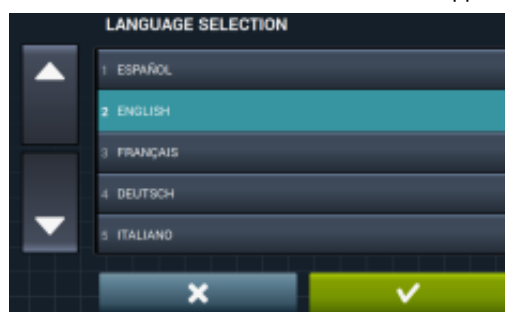 LANGUAGE SELECTION
1 ESPAÑOL
2 ENGLISH
3 FRANÇAIS
4 DEUTSCH
5 ITALIANO